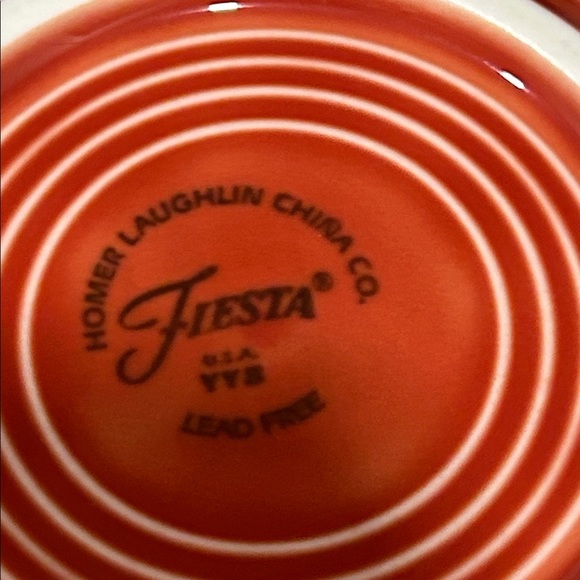 HOMER LAUGHLIN CHINA CO.
FIESTA®
U.S.A.
LEAD FREE